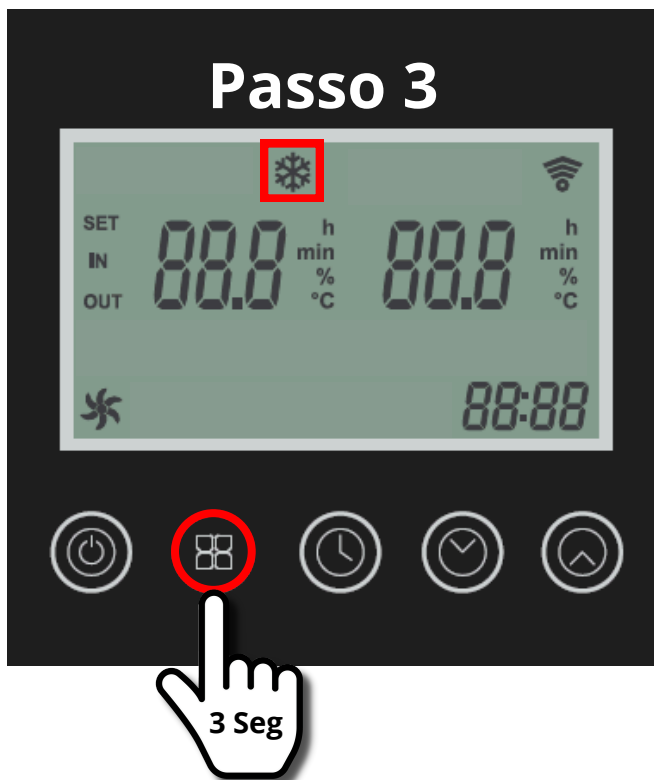 Passo 3
SET 88.8 h 88.8 h
IN min min
% %
OUT °C °C
88:88
3 Seg